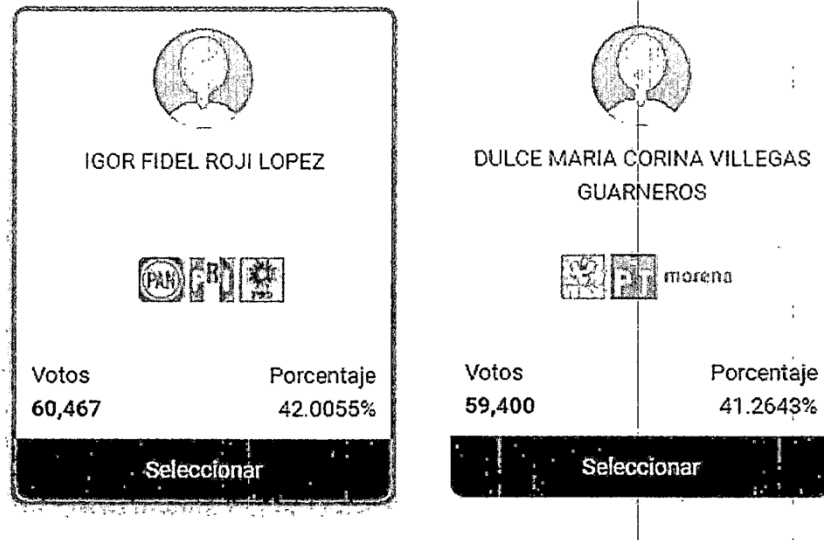 IGOR FIDEL ROJI LOPEZ
PAN PRD PRI
Votos Porcentaje
60,467 42.0055%
Seleccionar
DULCE MARIA CORINA VILLEGAS
GUARNEROS
PT morena
Votos Porcentaje
59,400 41.2643%
Seleccionar